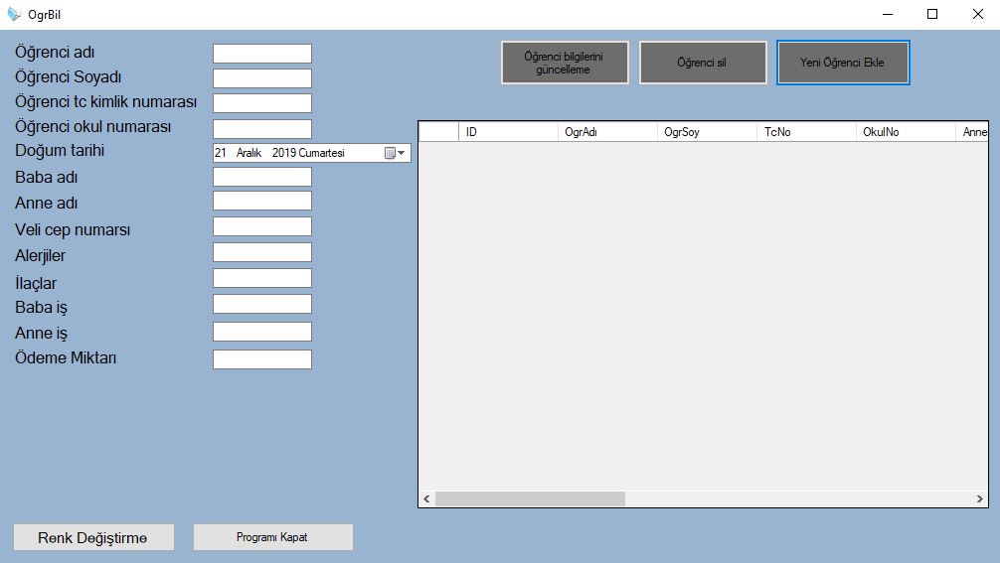 OgrBil
Öğrenci adı
Öğrenci Soyadı
Öğrenci tc kimlik numarası
Öğrenci okul numarası
Doğum tarihi
21 Aralık 2019 Cumartesi
Baba adı
Anne adı
Veli cep numarsı
Alerjiler
İlaçlar
Baba iş
Anne iş
Ödeme Miktarı
Öğrenci bilgilerini
güncelleme
Öğrenci sil
Yeni Öğrenci Ekle
ID OgrAdı OgrSoy TcNo OkulNo Anne
Renk Değiştirme
Programı Kapat